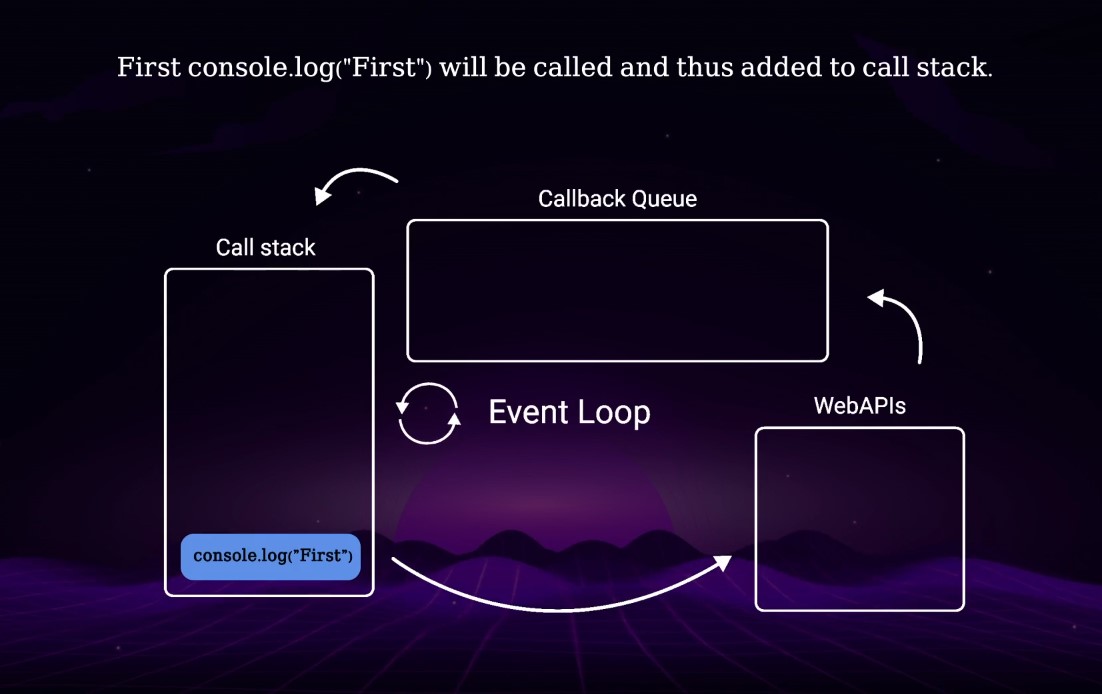 First console.log("First") will be called and thus added to call stack.
Callback Queue
Call stack
Event Loop
WebAPIs
console.log("First")